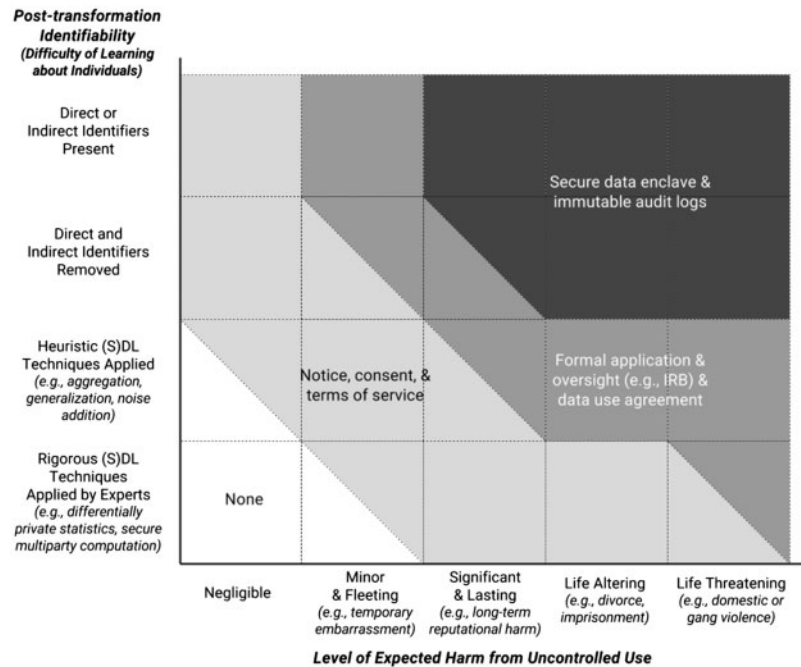 Post-transformation
Identifiability
(Difficulty of Learning
about Individuals)
Direct or
Indirect Identifiers
Present
Secure data enclave &
immutable audit logs
Direct and
Indirect Identifiers
Removed
Heuristic (S)DL
Techniques Applied
(e.g., aggregation,
generalization, noise
addition)
Notice, consent, &
terms of service
Formal application &
oversight (e.g., IRB) &
data use agreement
Rigorous (S)DL
Techniques
Applied by Experts
(e.g., differentially
private statistics, secure
multiparty computation)
None
Negligible
Minor
& Fleeting
(e.g., temporary
embarrassment)
Significant
& Lasting
(e.g., long-term
reputational harm)
Life Altering
(e.g., divorce,
imprisonment)
Life Threatening
(e.g., domestic or
gang violence)
Level of Expected Harm from Uncontrolled Use